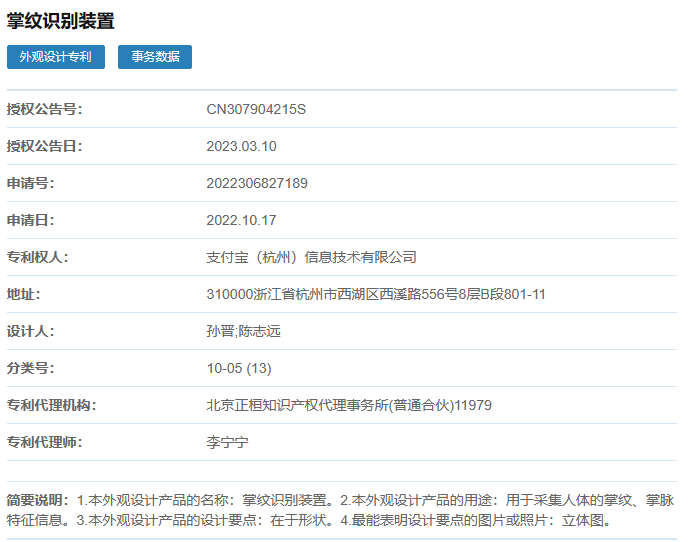 掌纹识别装置
外观设计专利 事务数据
授权公告号： CN307904215S
授权公告日： 2023.03.10
申请号： 2022306827189
申请日： 2022.10.17
专利权人： 支付宝（杭州）信息技术有限公司
地址： 310000浙江省杭州市西湖区西溪路556号8层B段801-11
设计人： 孙晋;陈志远
分类号： 10-05 (13)
专利代理机构： 北京正桓知识产权代理事务所(普通合伙)11979
专利代理师： 李宁宁
简要说明：1.本外观设计产品的名称：掌纹识别装置。2.本外观设计产品的用途：用于采集人体的掌纹、掌脉
特征信息。3.本外观设计产品的设计要点：在于形状。4.最能表明设计要点的图片或照片：立体图。